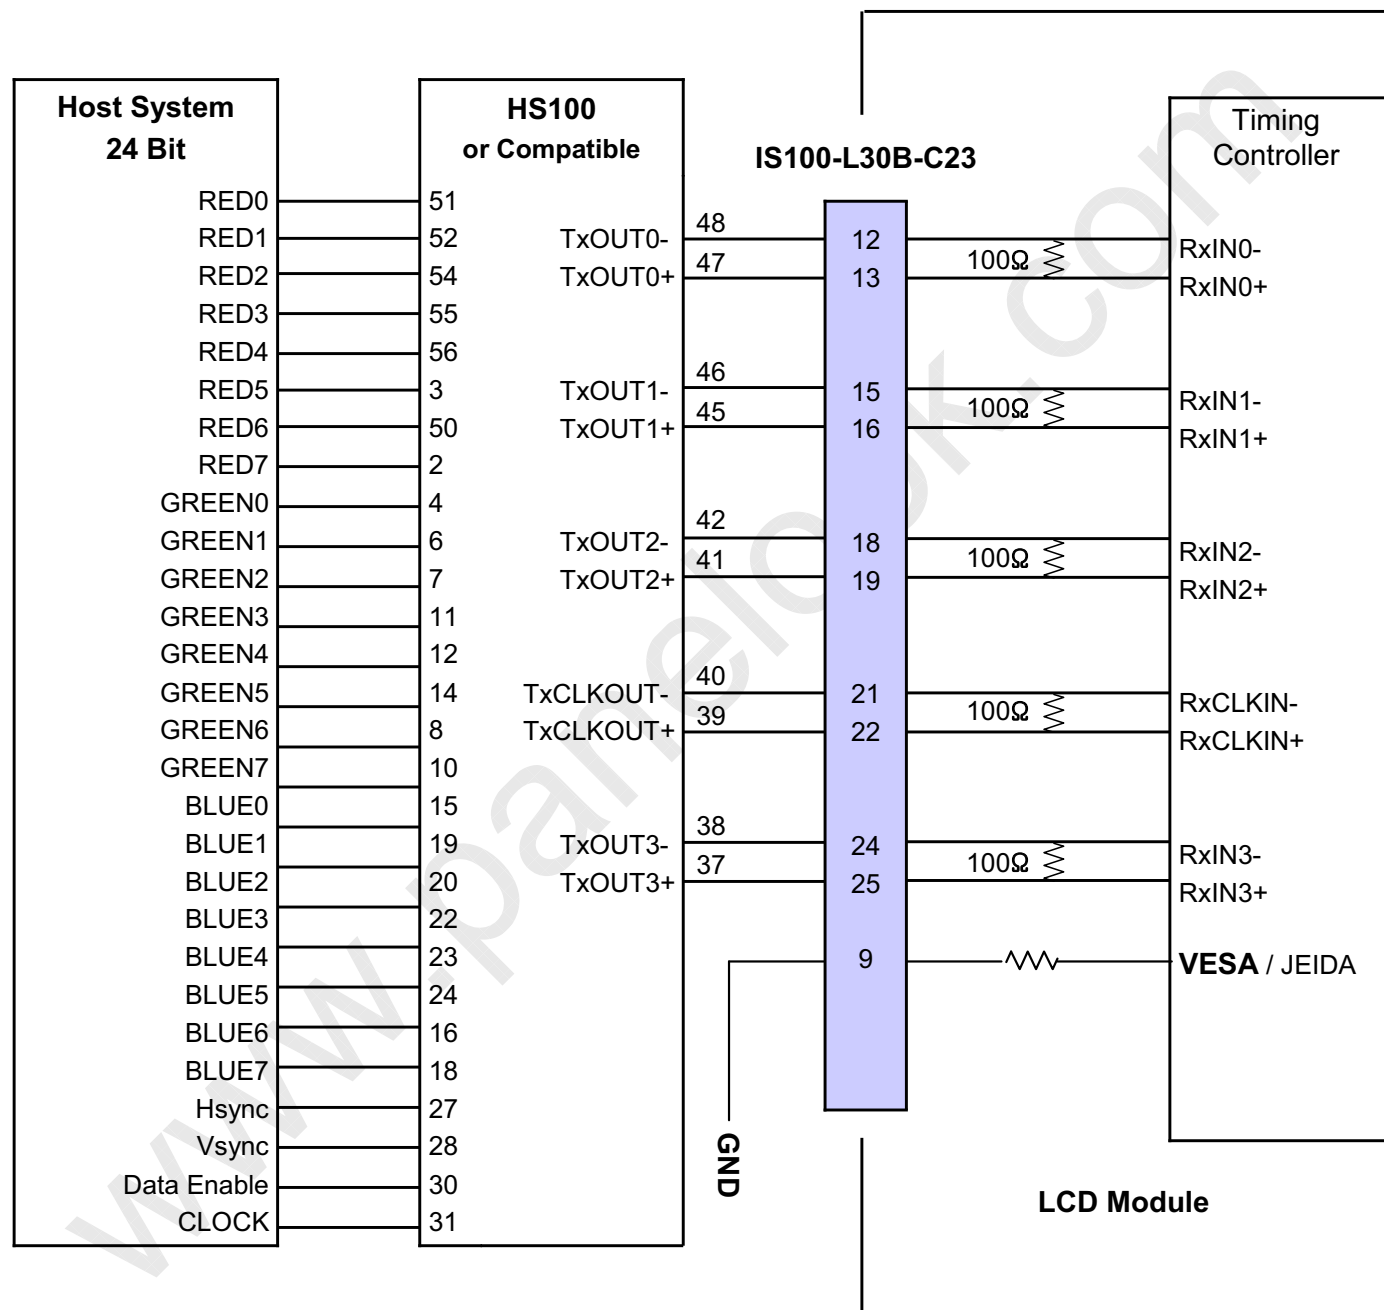 Host System
24 Bit
RED0
RED1
RED2
RED3
RED4
RED5
RED6
RED7
GREEN0
GREEN1
GREEN2
GREEN3
GREEN4
GREEN5
GREEN6
GREEN7
BLUE0
BLUE1
BLUE2
BLUE3
BLUE4
BLUE5
BLUE6
BLUE7
Hsync
Vsync
Data Enable
CLOCK
HS100
or Compatible
51
52
54
55
56
3
50
2
4
6
7
11
12
14
8
10
15
19
20
22
23
24
16
18
27
28
30
31
TxOUT0-
TxOUT0+
TxOUT1-
TxOUT1+
TxOUT2-
TxOUT2+
TxCLKOUT-
TxCLKOUT+
TxOUT3-
TxOUT3+
48
47
46
45
42
41
40
39
38
37
GND
IS100-L30B-C23
12
13
15
16
18
19
21
22
24
25
9
100Ω
100Ω
100Ω
100Ω
100Ω
Timing
Controller
RxIN0-
RxIN0+
RxIN1-
RxIN1+
RxIN2-
RxIN2+
RxCLKIN-
RxCLKIN+
RxIN3-
RxIN3+
VESA / JEIDA
LCD Module
www.panelook.com